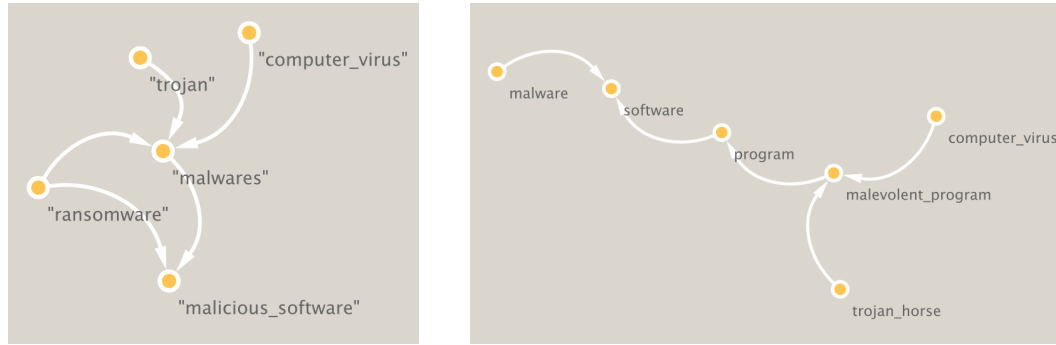 "computer_virus"
"trojan"
"malwares"
"ransomware"
"malicious_software"
malware
software
computer_virus
program
malevolent_program
trojan_horse